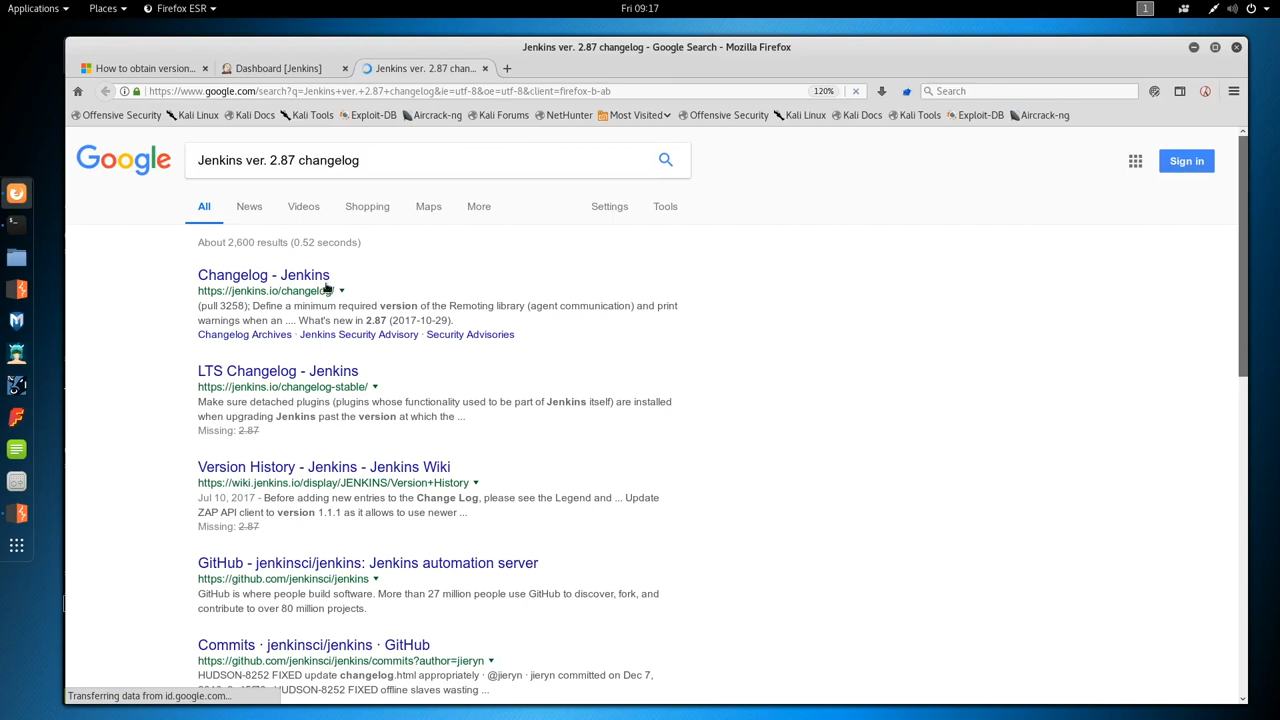 Applications ▾ Places ▾ Firefox ESR ▾ Fri 09:17 1
Jenkins ver. 2.87 changelog - Google Search - Mozilla Firefox
How to obtain version... × Dashboard [Jenkins] × Jenkins ver. 2.87 chan... × +
https://www.google.com/search?q=Jenkins+ver.+2.87+changelog&ie=utf-8&oe=utf-8&client=firefox-b-ab 120% Search
Offensive Security Kali Linux Kali Docs Kali Tools Exploit-DB Aircrack-ng Kali Forums NetHunter Most Visited Offensive Security Kali Linux Kali Docs Kali Tools Exploit-DB Aircrack-ng
Google Jenkins ver. 2.87 changelog Sign in
All News Videos Shopping Maps More Settings Tools
About 2,600 results (0.52 seconds)
Changelog - Jenkins
https://jenkins.io/changelog/ ▾
(pull 3258); Define a minimum required version of the Remoting library (agent communication) and print
warnings when an .... What's new in 2.87 (2017-10-29).
Changelog Archives · Jenkins Security Advisory · Security Advisories
LTS Changelog - Jenkins
https://jenkins.io/changelog-stable/ ▾
Make sure detached plugins (plugins whose functionality used to be part of Jenkins itself) are installed
when upgrading Jenkins past the version at which the ...
Missing: 2.87
Version History - Jenkins - Jenkins Wiki
https://wiki.jenkins.io/display/JENKINS/Version+History ▾
Jul 10, 2017 - Before adding new entries to the Change Log, please see the Legend and ... Update
ZAP API client to version 1.1.1 as it allows to use newer ...
Missing: 2.87
GitHub - jenkinsci/jenkins: Jenkins automation server
https://github.com/jenkinsci/jenkins ▾
GitHub is where people build software. More than 27 million people use GitHub to discover, fork, and
contribute to over 80 million projects.
Commits · jenkinsci/jenkins · GitHub
https://github.com/jenkinsci/jenkins/commits?author=jieryn ▾
HUDSON-8252 FIXED update changelog.html appropriately · @jieryn · jieryn committed on Dec 7,
HUDSON-8252 FIXED offline slaves wasting ...
Transferring data from id.google.com...